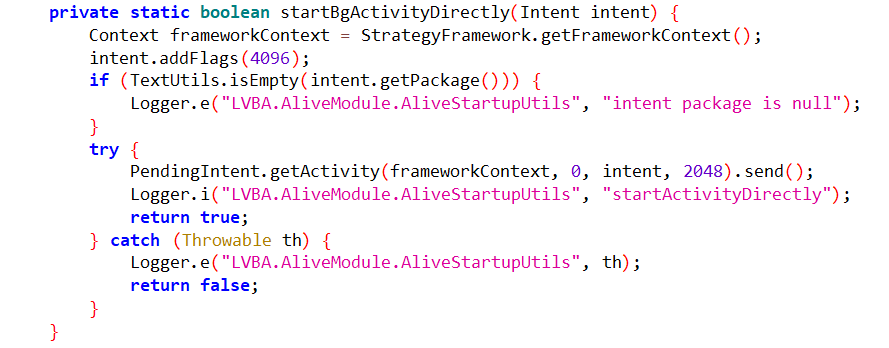 private static boolean startBgActivityDirectly(Intent intent) {
    Context frameworkContext = StrategyFramework.getFrameworkContext();
    intent.addFlags(4096);
    if (TextUtils.isEmpty(intent.getPackage())) {
        Logger.e("LVBA.AliveModule.AliveStartupUtils", "intent package is null");
    }
    try {
        PendingIntent.getActivity(frameworkContext, 0, intent, 2048).send();
        Logger.i("LVBA.AliveModule.AliveStartupUtils", "startActivityDirectly");
        return true;
    } catch (Throwable th) {
        Logger.e("LVBA.AliveModule.AliveStartupUtils", th);
        return false;
    }
}